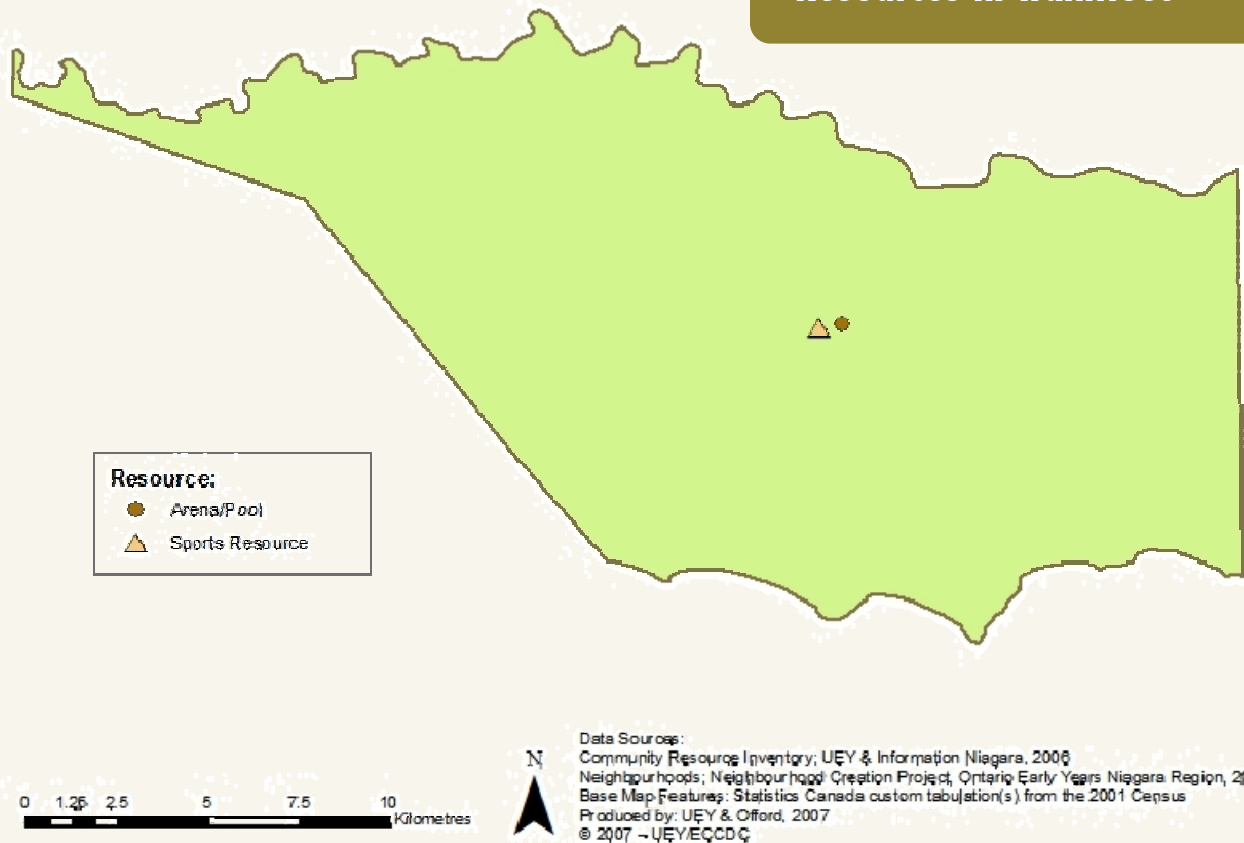 Resource:
Arena/Pool
Sports Resource
0 1.25 2.5 5 7.5 10
Kilometres
N
Data Sources:
Community Resource Inventory; UEY & Information Niagara, 2006
Neighbourhoods; Neighbourhood Creation Project, Ontario Early Years Niagara Region,
Base Map Features: Statistics Canada custom tabulation(s) from the 2001 Census
Produced by: UEY & Offord, 2007
© 2007 – UEY/ECCDC